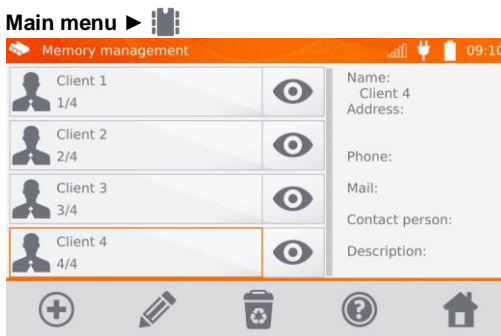 Main menu ►
Memory management
09:10
Client 1
1/4
Client 2
2/4
Client 3
3/4
Client 4
4/4
Name:
Client 4
Address:
Phone:
Mail:
Contact person:
Description: